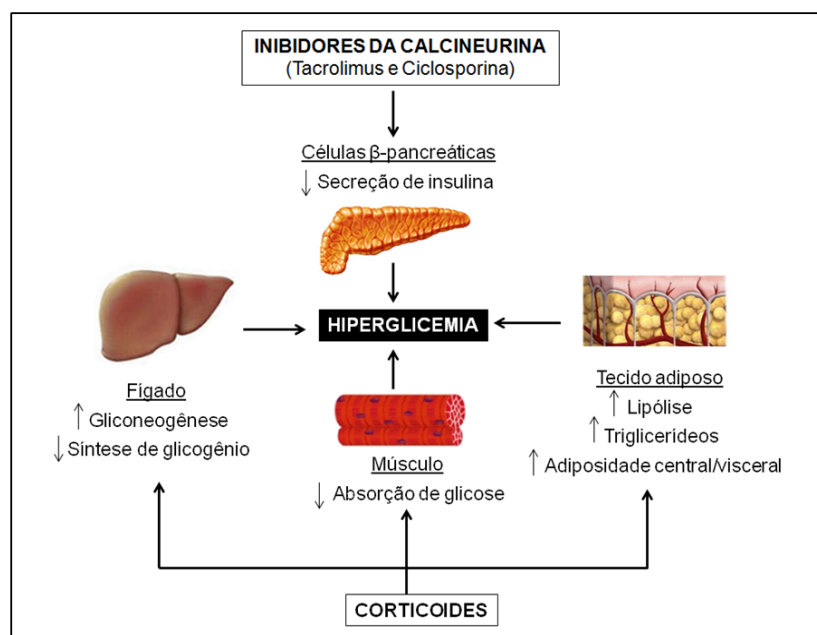 INIBIDORES DA CALCINEURINA
(Tacrolimus e Ciclosporina)
Células β-pancreáticas
↓ Secreção de insulina
HIPERGLICEMIA
Fígado
↑ Gliconeogênese
↓ Síntese de glicogênio
Músculo
↓ Absorção de glicose
Tecido adiposo
↑ Lipólise
↑ Triglicerídeos
↑ Adiposidade central/visceral
CORTICOIDES